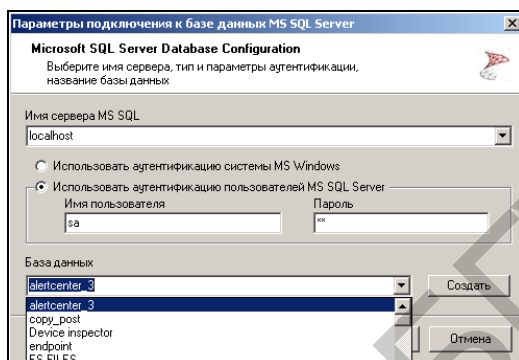 Параметры подключения к базе данных MS SQL Server
Microsoft SQL Server Database Configuration
Выберите имя сервера, тип и параметры аутентификации,
название базы данных
Имя сервера MS SQL
localhost
Использовать аутентификацию системы MS Windows
Использовать аутентификацию пользователей MS SQL Server
Имя пользователя
Пароль
sa
**
База данных
alertcenter_3
Создать
alertcenter_3
copy_post
Device inspector
endpoint
Отмена
ES FILES